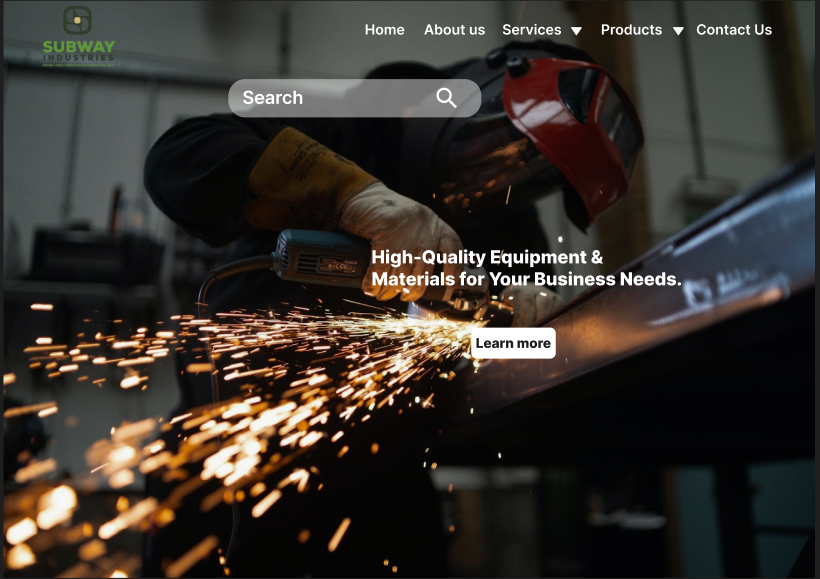 SUBWAY
INDUSTRIES
Home About us Services Products Contact Us
Search
High-Quality Equipment &
Materials for Your Business Needs.
Learn more